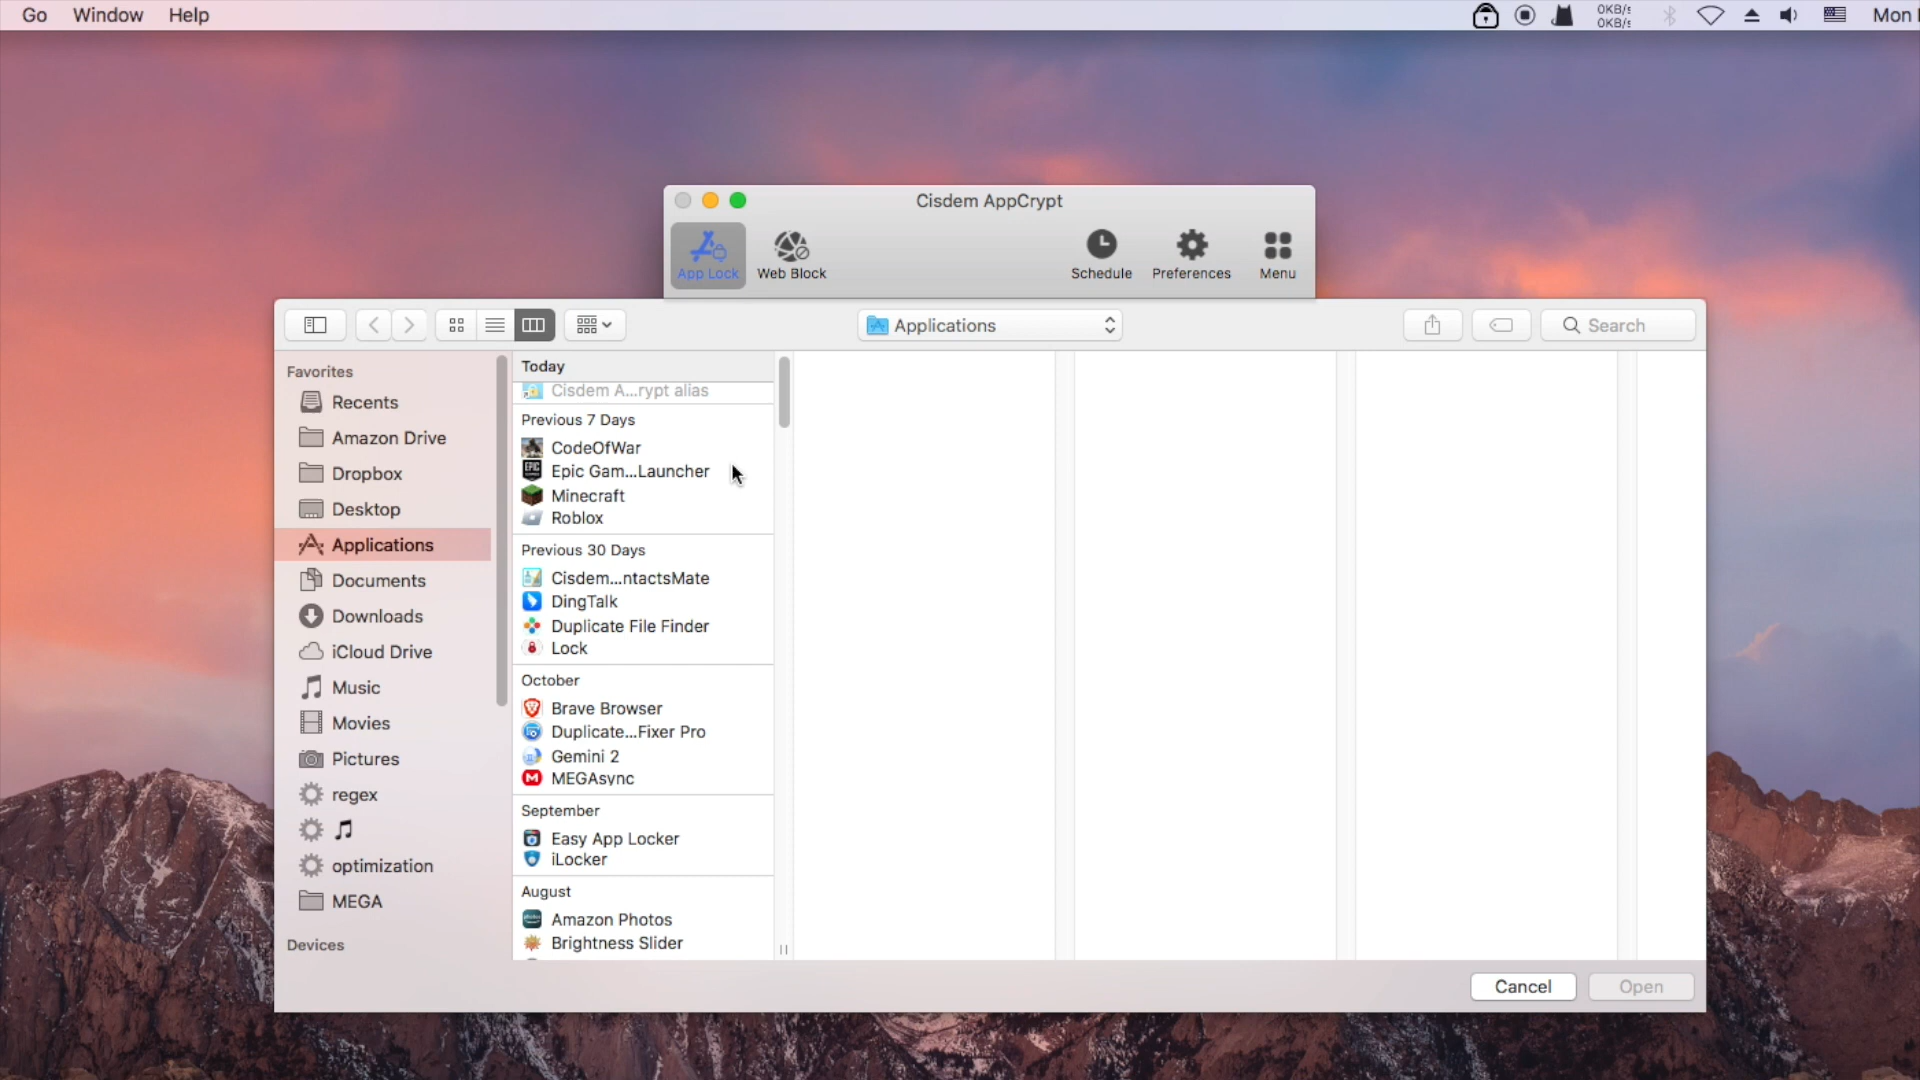 Go Window Help
0KB/s
0KB/s
Mon
Cisdem AppCrypt
App Lock
Web Block
Schedule
Preferences
Menu
Applications
Search
Favorites
Recents
Amazon Drive
Dropbox
Desktop
Applications
Documents
Downloads
iCloud Drive
Music
Movies
Pictures
regex
optimization
MEGA
Devices
Today
Cisdem A...rypt alias
Previous 7 Days
CodeOfWar
Epic Gam...Launcher
Minecraft
Roblox
Previous 30 Days
Cisdem...ntactsMate
DingTalk
Duplicate File Finder
Lock
October
Brave Browser
Duplicate...Fixer Pro
Gemini 2
MEGAsync
September
Easy App Locker
iLocker
August
Amazon Photos
Brightness Slider
Cancel
Open